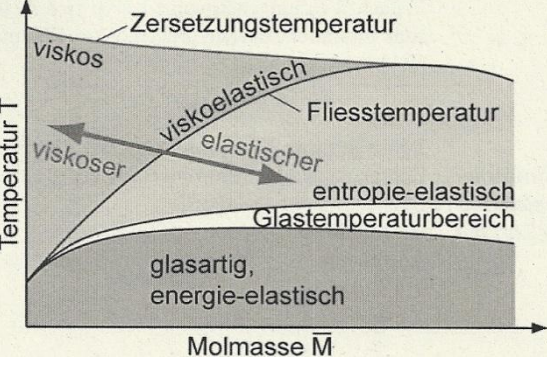 Zersetzungstemperatur
viskos
viskoelastisch
Fliesstemperatur
viskoser
elastischer
entropie-elastisch
Glastemperaturbereich
glasartig,
energie-elastisch
Temperatur T
Molmasse M̅